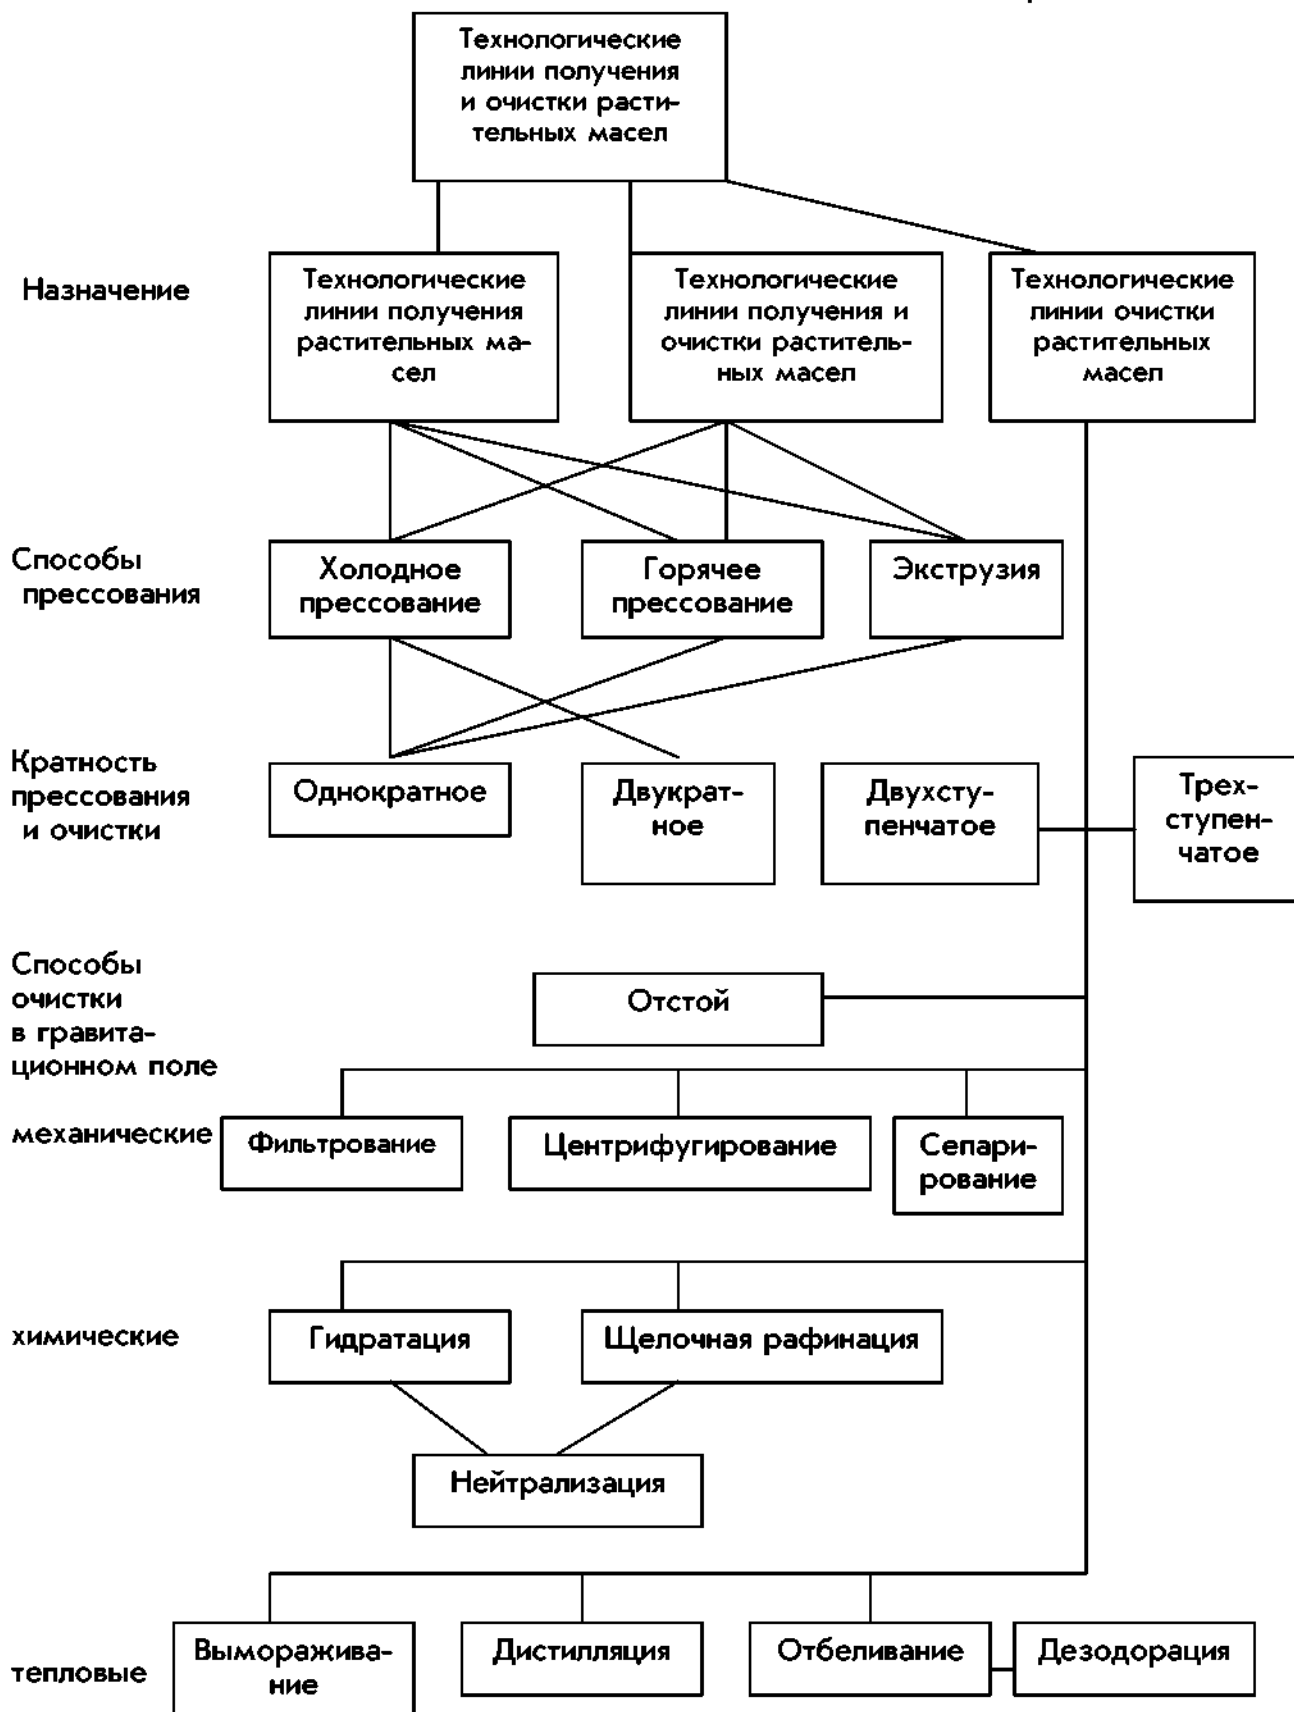 Технологические
линии получения
и очистки расти-
тельных масел
Назначение
Технологические
линии получения
растительных ма-
сел
Технологические
линии получения и
очистки раститель-
ных масел
Технологические
линии очистки
растительных
масел
Способы
прессования
Холодное
прессование
Горячее
прессование
Экструзия
Кратность
прессования
и очистки
Однократное
Двукрат-
ное
Двухсту-
пенчатое
Трех-
ступен-
чатое
Способы
очистки
в гравита-
ционном поле
Отстой
механические
Фильтрование
Центрифугирование
Сепари-
рование
химические
Гидратация
Щелочная рафинация
Нейтрализация
тепловые
Выморажива-
ние
Дистилляция
Отбеливание
Дезодорация